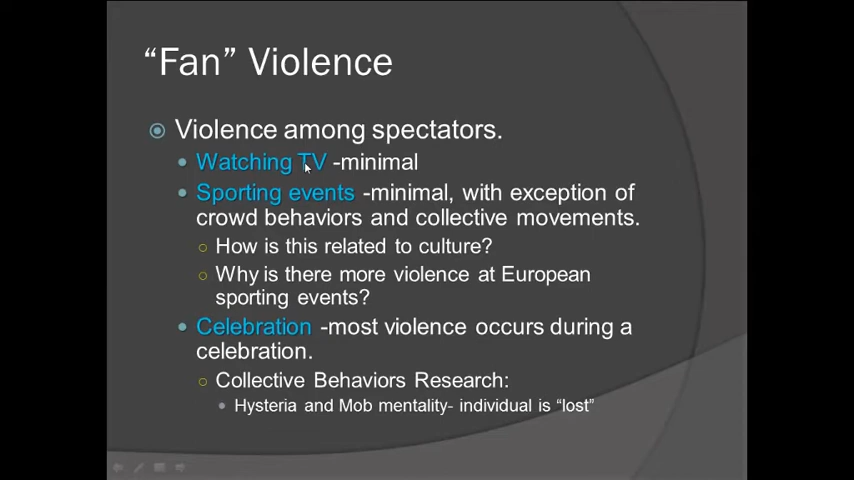 “Fan” Violence
Violence among spectators.
Watching TV -minimal
Sporting events -minimal, with exception of
crowd behaviors and collective movements.
How is this related to culture?
Why is there more violence at European
sporting events?
Celebration -most violence occurs during a
celebration.
Collective Behaviors Research:
Hysteria and Mob mentality- individual is “lost”